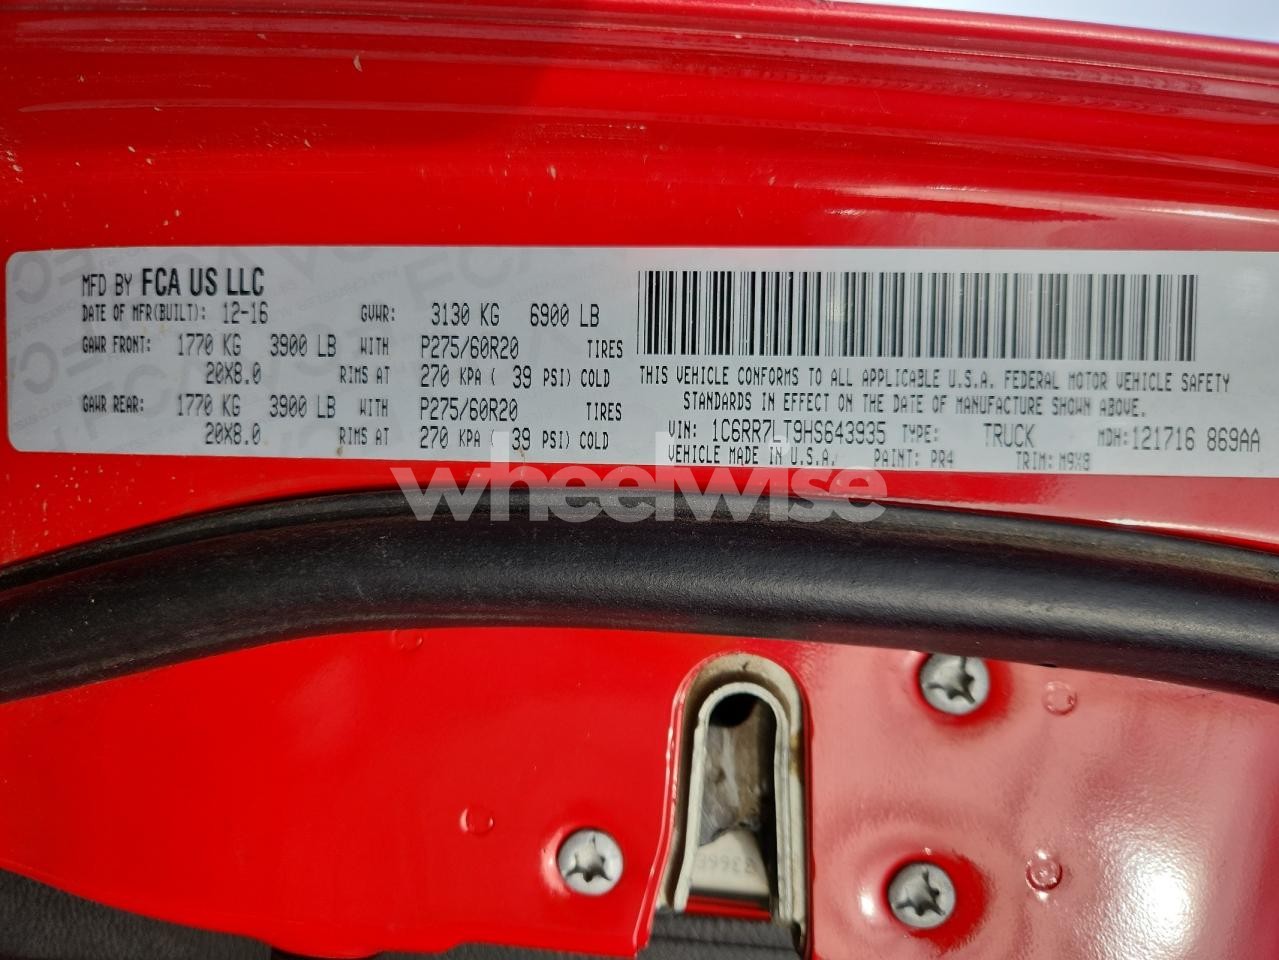 MFD BY FCA US LLC
DATE OF MFR(BUILT): 12-16 GVWR: 3130 KG 6900 LB
GAWR FRONT: 1770 KG 3900 LB WITH P275/60R20 TIRES
20X8.0 RIMS AT 270 KPA ( 39 PSI) COLD
GAWR REAR: 1770 KG 3900 LB WITH P275/60R20 TIRES
20X8.0 RIMS AT 270 KPA ( 39 PSI) COLD
THIS VEHICLE CONFORMS TO ALL APPLICABLE U.S.A. FEDERAL MOTOR VEHICLE SAFETY
STANDARDS IN EFFECT ON THE DATE OF MANUFACTURE SHOWN ABOVE.
VIN: 1C6RR7LT9HS643935 TYPE: TRUCK MDH:121716 869AA
VEHICLE MADE IN U.S.A. PAINT: PR4 TRIM: M9X8
wheelwise